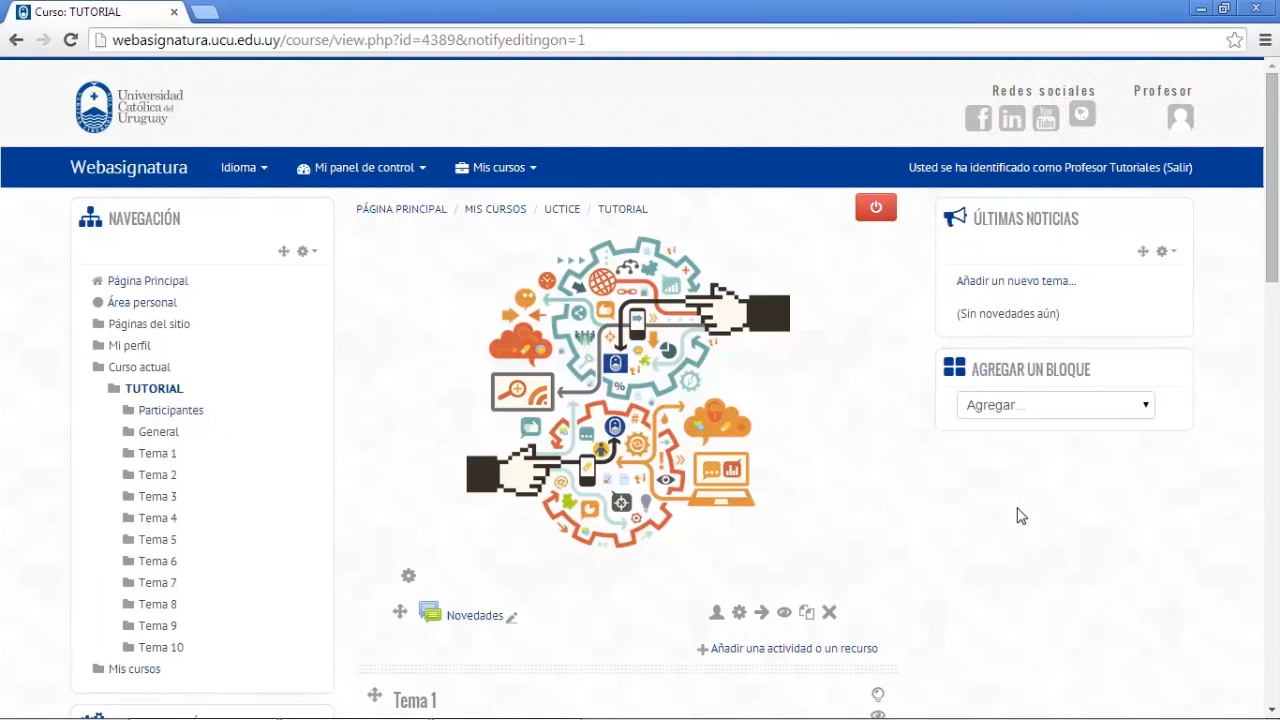 Curso: TUTORIAL
webasignatura.ucu.edu.uy/course/view.php?id=4389&notifyeditingon=1
Universidad
Católica del
Uruguay
Redes sociales
Profesor
You
Tube
Webasignatura
Idioma
Mi panel de control
Mis cursos
Usted se ha identificado como Profesor Tutoriales (Salir)
NAVEGACIÓN
Página Principal
Área personal
Páginas del sitio
Mi perfil
Curso actual
TUTORIAL
Participantes
General
Tema 1
Tema 2
Tema 3
Tema 4
Tema 5
Tema 6
Tema 7
Tema 8
Tema 9
Tema 10
Mis cursos
PÁGINA PRINCIPAL / MIS CURSOS / UCTICE / TUTORIAL
Novedades
Añadir una actividad o un recurso
Tema 1
ÚLTIMAS NOTICIAS
Añadir un nuevo tema...
(Sin novedades aún)
AGREGAR UN BLOQUE
Agregar...